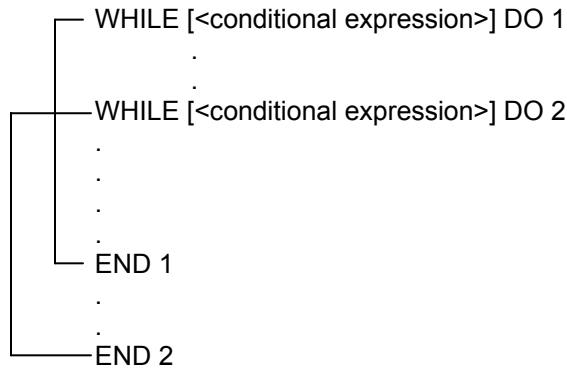 WHILE [<conditional expression>] DO 1
.
.
WHILE [<conditional expression>] DO 2
.
.
.
.
END 1
.
.
END 2